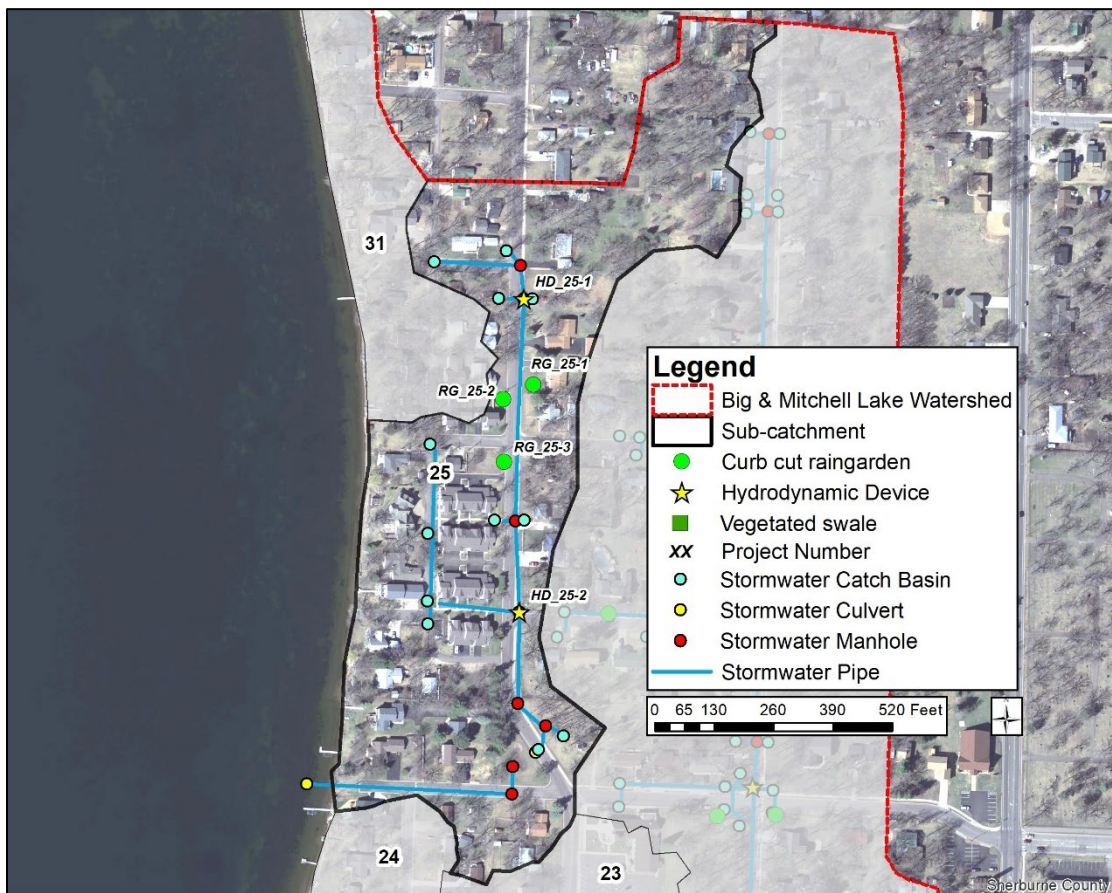 31
HD_25-1
RG_25-1
RG_25-2
RG_25-3
25
HD_25-2
24
23
Legend
Big & Mitchell Lake Watershed
Sub-catchment
Curb cut raingarden
Hydrodynamic Device
Vegetated swale
XX Project Number
Stormwater Catch Basin
Stormwater Culvert
Stormwater Manhole
Stormwater Pipe
0 65 130 260 390 520 Feet
Sherburne County